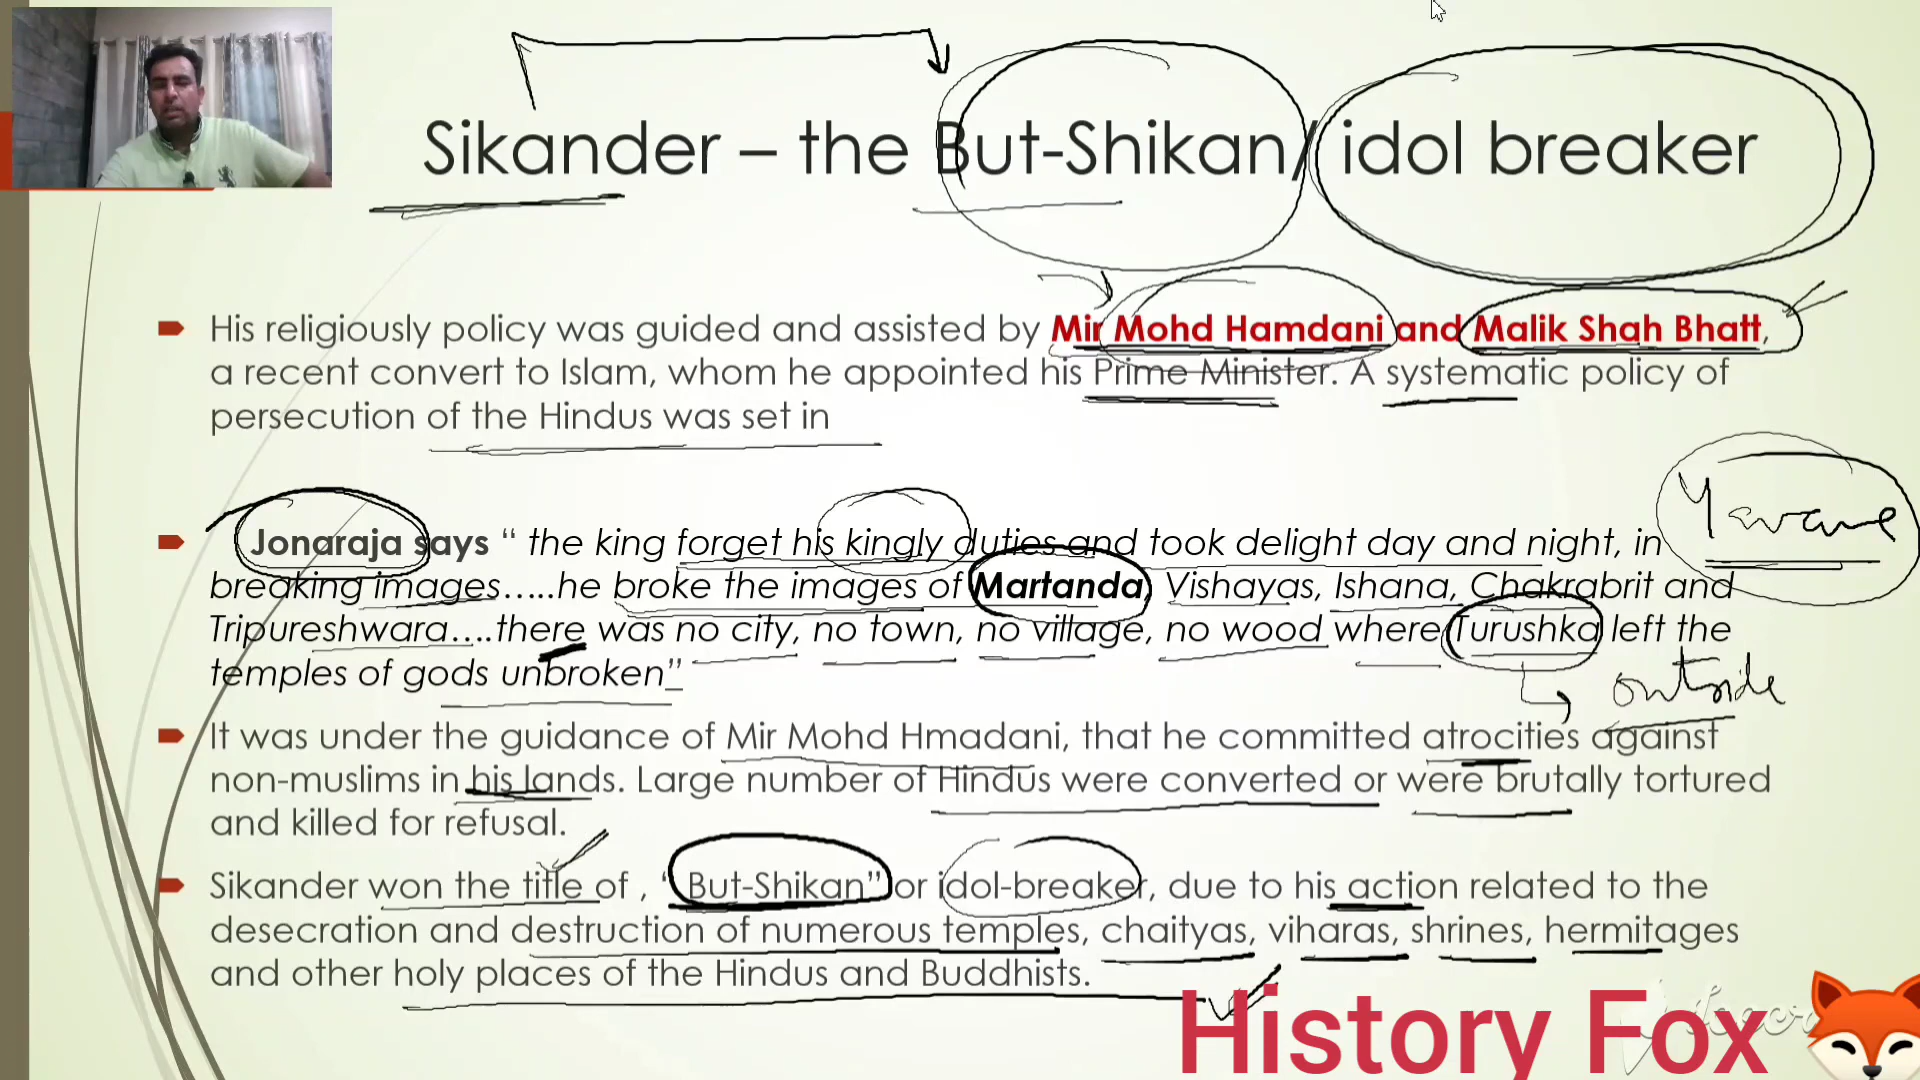 Sikander – the But-Shikan/ idol breaker
His religiously policy was guided and assisted by Mir Mohd Hamdani and Malik Shah Bhatt,
a recent convert to Islam, whom he appointed his Prime Minister. A systematic policy of
persecution of the Hindus was set in
Yavane
Jonaraja says “ the king forget his kingly duties and took delight day and night, in
breaking images…..he broke the images of Martanda, Vishayas, Ishana, Chakrabrit and
Tripureshwara….there was no city, no town, no village, no wood where Turushka left the
temples of gods unbroken”
outside
It was under the guidance of Mir Mohd Hmadani, that he committed atrocities against
non-muslims in his lands. Large number of Hindus were converted or were brutally tortured
and killed for refusal.
Sikander won the title of , “ But-Shikan” or idol-breaker, due to his action related to the
desecration and destruction of numerous temples, chaityas, viharas, shrines, hermitages
and other holy places of the Hindus and Buddhists.
History Fox